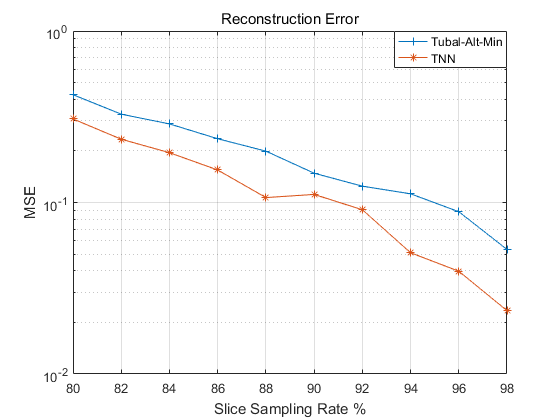 Reconstruction Error
Tubal-Alt-Min
TNN
MSE
10^0
10^-1
10^-2
80 82 84 86 88 90 92 94 96 98
Slice Sampling Rate %